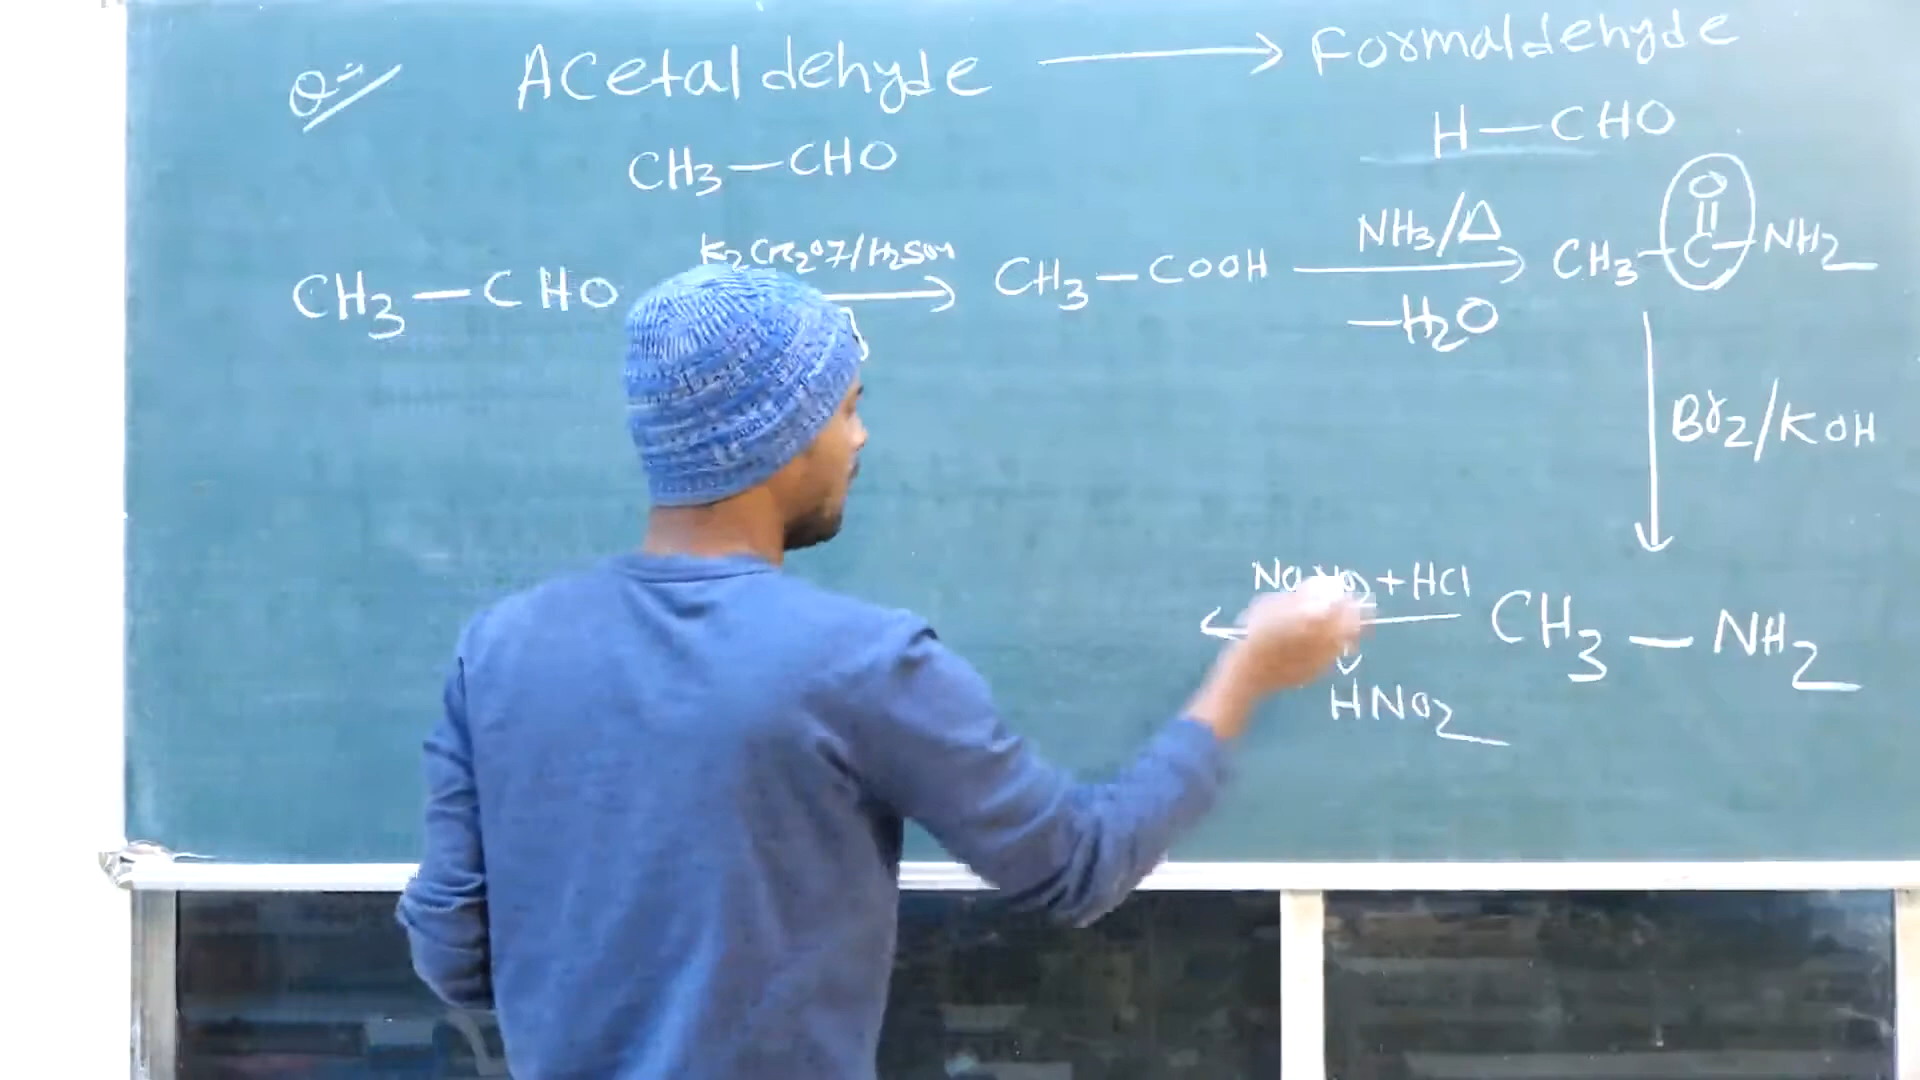 Q:- Acetaldehyde ⟶ Formaldehyde
CH3—CHO
H—CHO
CH3—CHO K2Cr2O7/H2SO4 ⟶ CH3—COOH NH3/Δ ⟶ —H2O CH3—C—NH2
O
||
Br2/KOH
+HCl
CH3—NH2
HNO2